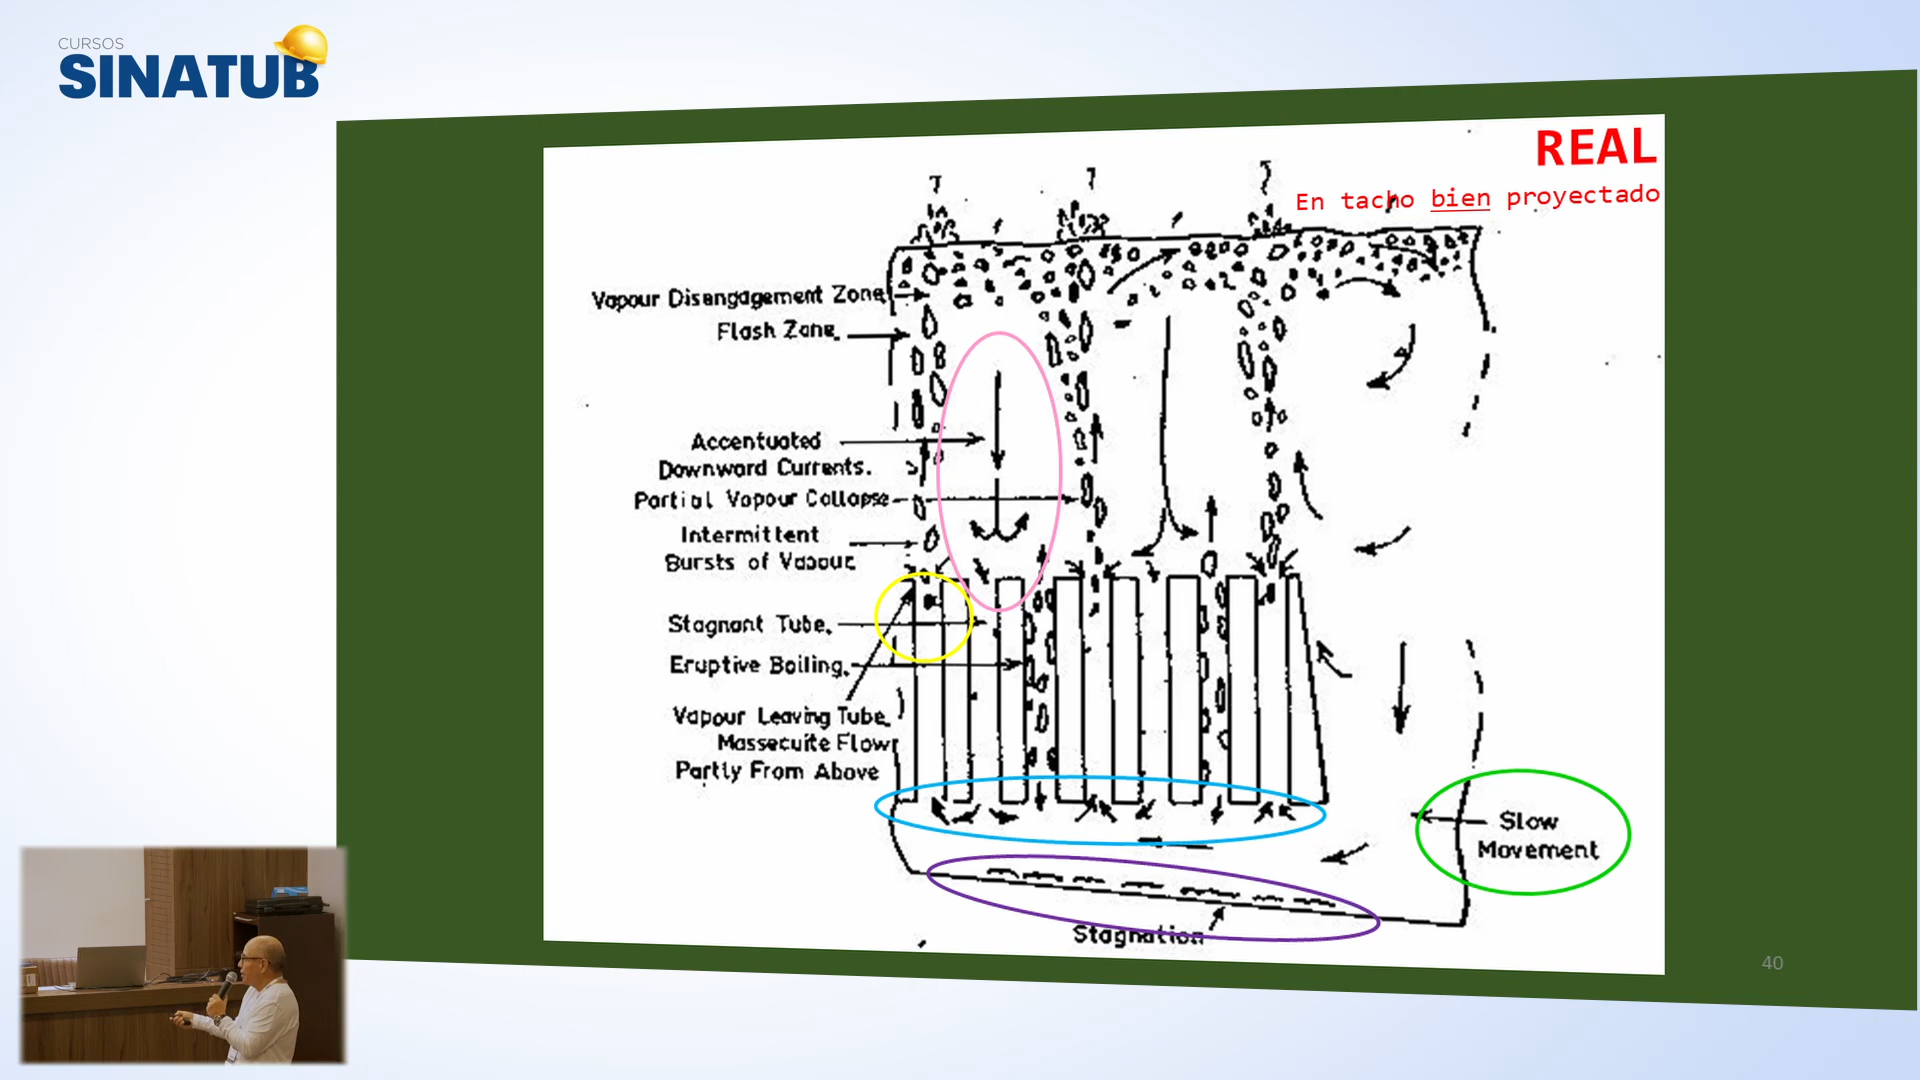 CURSOS
SINATUB
REAL
En tacho bien proyectado
Vapour Disengagement Zone
Flash Zone.
Accentuated
Downward Currents.
Partial Vapour Collapse
Intermittent
Bursts of Vapour
Stagnant Tube.
Eruptive Boiling.
Vapour Leaving Tube.
Massecuite Flow
Partly From Above
Slow
Movement
Stagnation
40